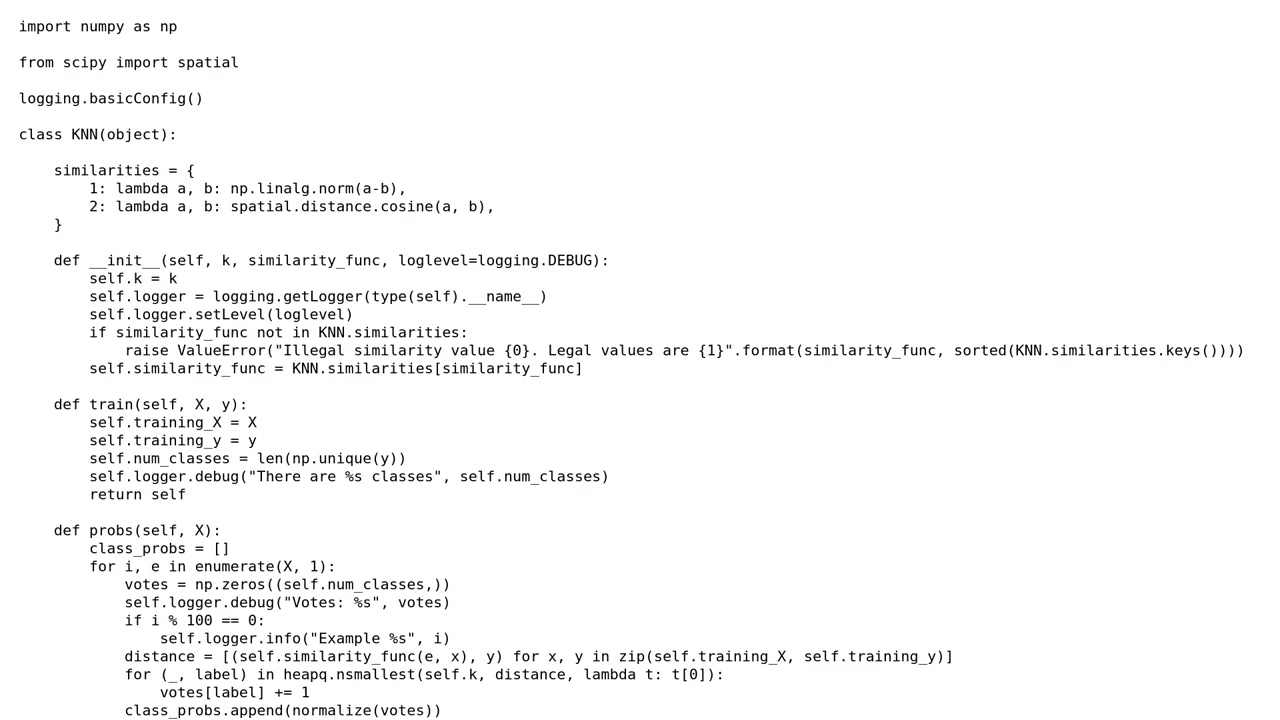 import numpy as np
from scipy import spatial
logging.basicConfig()
class KNN(object):
    similarities = {
        1: lambda a, b: np.linalg.norm(a-b),
        2: lambda a, b: spatial.distance.cosine(a, b),
    }
    def __init__(self, k, similarity_func, loglevel=logging.DEBUG):
        self.k = k
        self.logger = logging.getLogger(type(self).__name__)
        self.logger.setLevel(loglevel)
        if similarity_func not in KNN.similarities:
            raise ValueError("Illegal similarity value {0}. Legal values are {1}".format(similarity_func, sorted(KNN.similarities.keys())))
        self.similarity_func = KNN.similarities[similarity_func]
    def train(self, X, y):
        self.training_X = X
        self.training_y = y
        self.num_classes = len(np.unique(y))
        self.logger.debug("There are %s classes", self.num_classes)
        return self
    def probs(self, X):
        class_probs = []
        for i, e in enumerate(X, 1):
            votes = np.zeros((self.num_classes,))
            self.logger.debug("Votes: %s", votes)
            if i % 100 == 0:
                self.logger.info("Example %s", i)
            distance = [(self.similarity_func(e, x), y) for x, y in zip(self.training_X, self.training_y)]
            for (_, label) in heapq.nsmallest(self.k, distance, lambda t: t[0]):
                votes[label] += 1
            class_probs.append(normalize(votes))